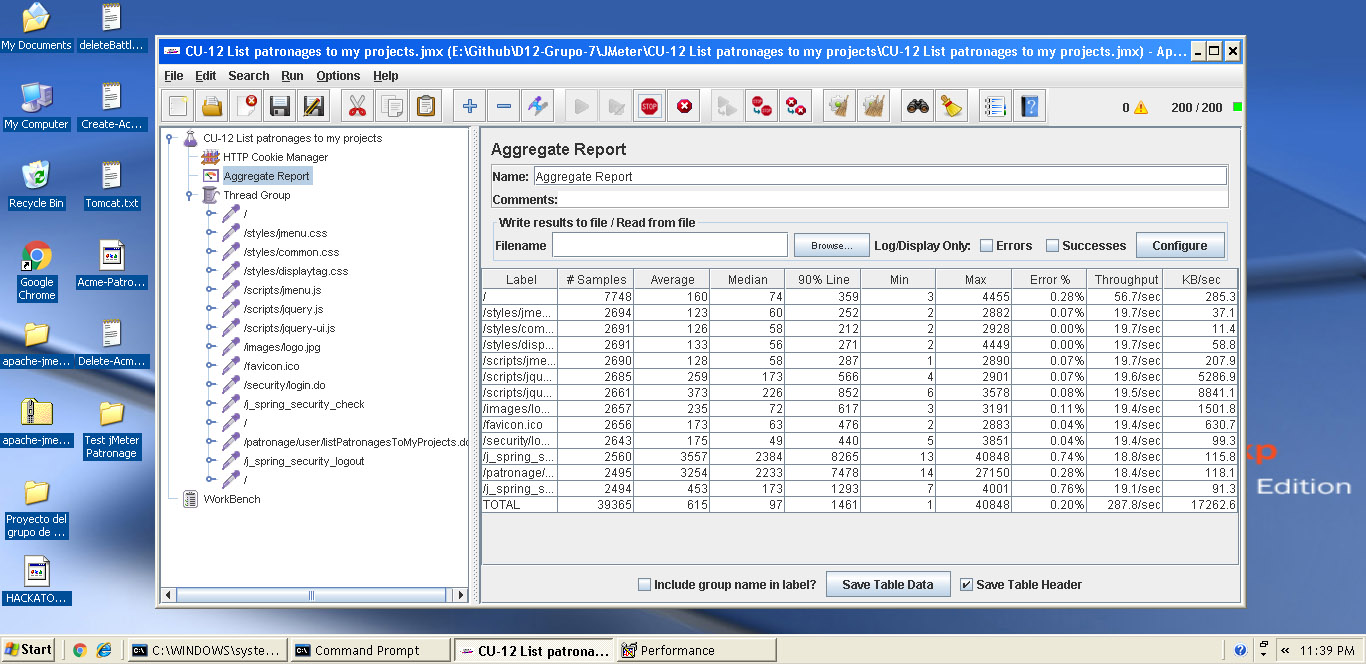 My Documents
deleteBattl...
My Computer
Create-Ac...
Recycle Bin
Tomcat.txt
Google
Chrome
Acme-Patro...
apache-jme...
Delete-Acm...
apache-jme...
Test jMeter
Patronage
Proyecto del
grupo de ...
HACKATO...
CU-12 List patronages to my projects.jmx (E:\Github\D12-Grupo-7\JMeter\CU-12 List patronages to my projects\CU-12 List patronages to my projects.jmx) - Ap...
File Edit Search Run Options Help
STOP
0 200 / 200
CU-12 List patronages to my projects
HTTP Cookie Manager
Aggregate Report
Thread Group
/
/styles/jmenu.css
/styles/common.css
/styles/displaytag.css
/scripts/jmenu.js
/scripts/jquery.js
/scripts/jquery-ui.js
/images/logo.jpg
/favicon.ico
/security/login.do
/j_spring_security_check
/
/patronage/user/listPatronagesToMyProjects.do
/j_spring_security_logout
/
WorkBench
Aggregate Report
Name: Aggregate Report
Comments:
Write results to file / Read from file
Filename Browse... Log/Display Only: Errors Successes Configure
Label # Samples Average Median 90% Line Min Max Error % Throughput KB/sec
/ 7748 160 74 359 3 4455 0.28% 56.7/sec 285.3
/styles/jme... 2694 123 60 252 2 2882 0.07% 19.7/sec 37.1
/styles/com... 2691 126 58 212 2 2928 0.00% 19.7/sec 11.4
/styles/disp... 2691 133 56 271 2 4449 0.00% 19.7/sec 58.8
/scripts/jme... 2690 128 58 287 1 2890 0.07% 19.7/sec 207.9
/scripts/jqu... 2685 259 173 566 4 2901 0.07% 19.6/sec 5286.9
/scripts/jqu... 2661 373 226 852 6 3578 0.08% 19.5/sec 8841.1
/images/lo... 2657 235 72 617 3 3191 0.11% 19.4/sec 1501.8
/favicon.ico 2656 173 63 476 2 2883 0.04% 19.4/sec 630.7
/security/lo... 2643 175 49 440 5 3851 0.04% 19.4/sec 99.3
/j_spring_s... 2560 3557 2384 8265 13 40848 0.74% 18.8/sec 115.8
/patronage/... 2495 3254 2233 7478 14 27150 0.28% 18.4/sec 118.1
/j_spring_s... 2494 453 173 1293 7 4001 0.76% 19.1/sec 91.3
TOTAL 39365 615 97 1461 1 40848 0.20% 287.8/sec 17262.6
Include group name in label? Save Table Data Save Table Header
xp
Edition
Start C:\WINDOWS\syste... Command Prompt CU-12 List patrona... Performance 11:39 PM